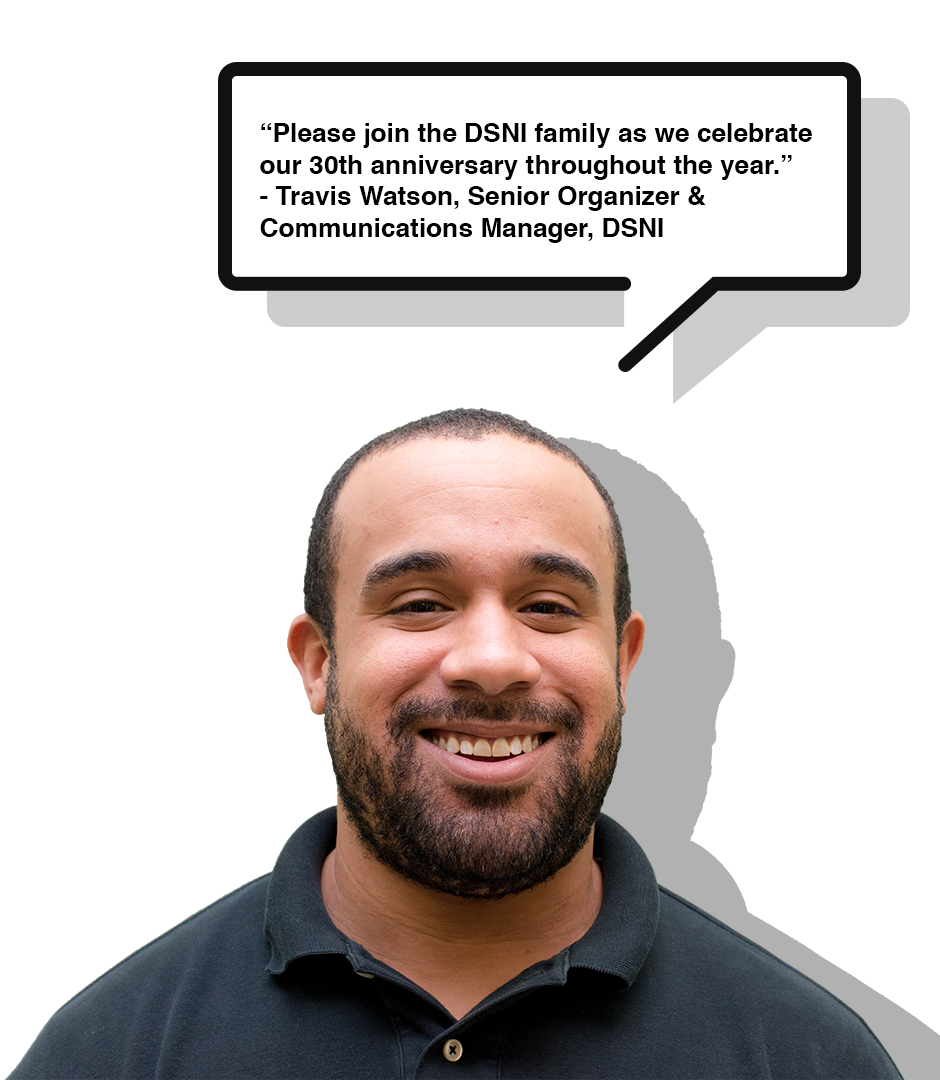 “Please join the DSNI family as we celebrate
our 30th anniversary throughout the year.”
- Travis Watson, Senior Organizer &
Communications Manager, DSNI